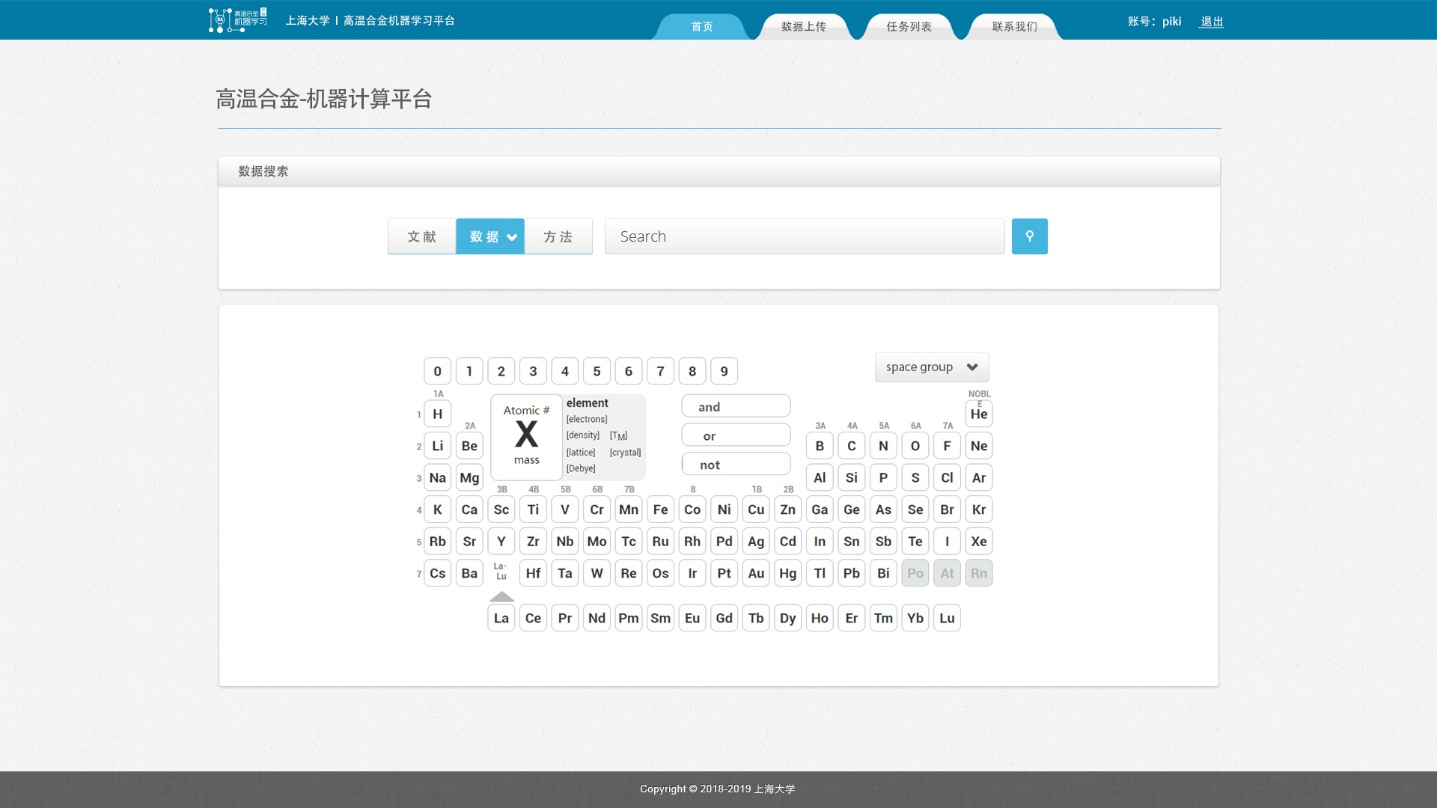 高温合金 机器学习
上海大学 | 高温合金机器学习平台
首页
数据上传
任务列表
联系我们
账号：piki
退出
高温合金-机器计算平台
数据搜索
文献
数据
方法
Search
0 1 2 3 4 5 6 7 8 9
space group
1A
NOBLE
1 H
Atomic #
X
mass
element
[electrons]
[density] [TM]
[lattice] [crystal]
[Debye]
and
or
not
He
2A 3A 4A 5A 6A 7A
2 Li Be B C N O F Ne
3 Na Mg Al Si P S Cl Ar
3B 4B 5B 6B 7B 8 1B 2B
4 K Ca Sc Ti V Cr Mn Fe Co Ni Cu Zn Ga Ge As Se Br Kr
5 Rb Sr Y Zr Nb Mo Tc Ru Rh Pd Ag Cd In Sn Sb Te I Xe
7 Cs Ba La-Lu Hf Ta W Re Os Ir Pt Au Hg Tl Pb Bi Po At Rn
La Ce Pr Nd Pm Sm Eu Gd Tb Dy Ho Er Tm Yb Lu
Copyright © 2018-2019 上海大学